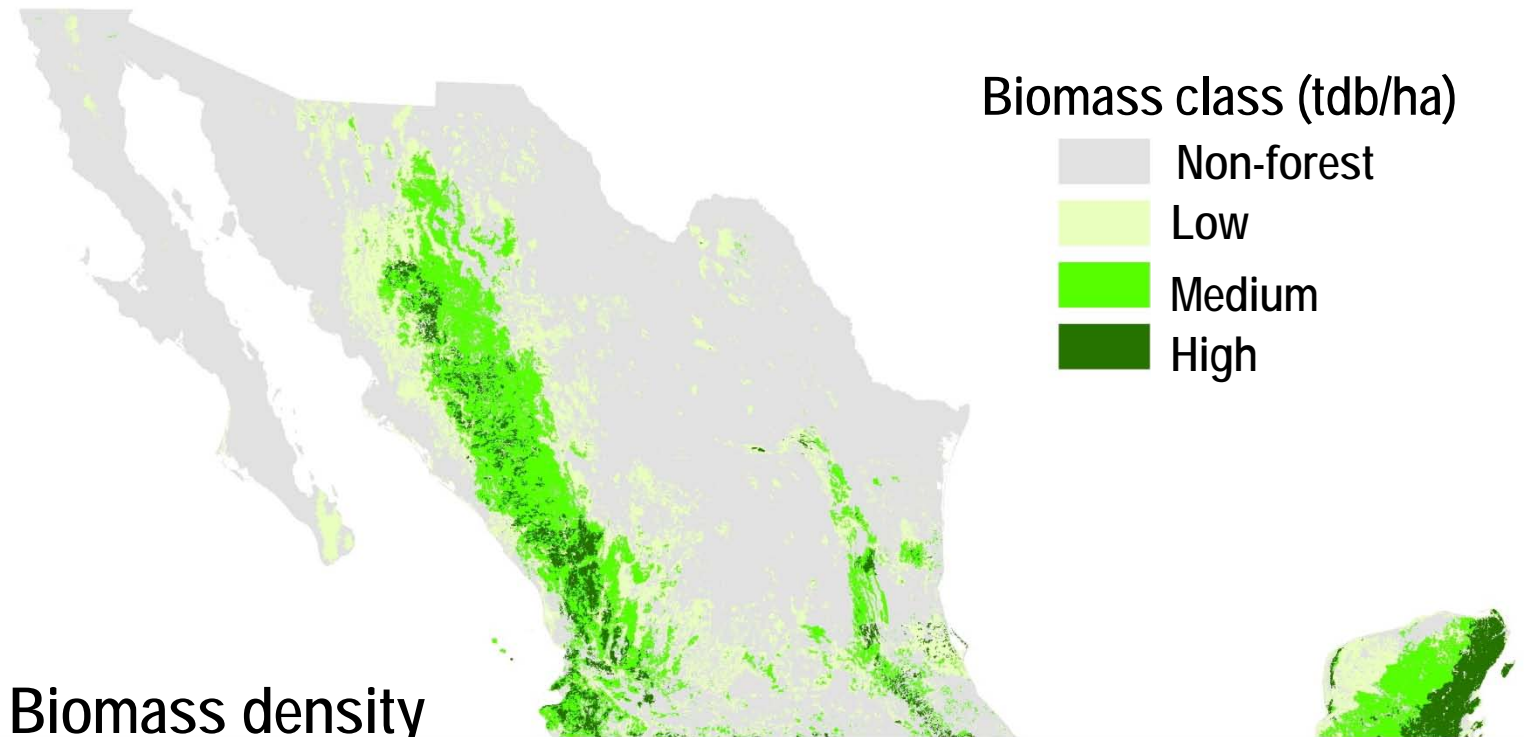 Biomass class (tdb/ha)
Non-forest
Low
Medium
High
Biomass density